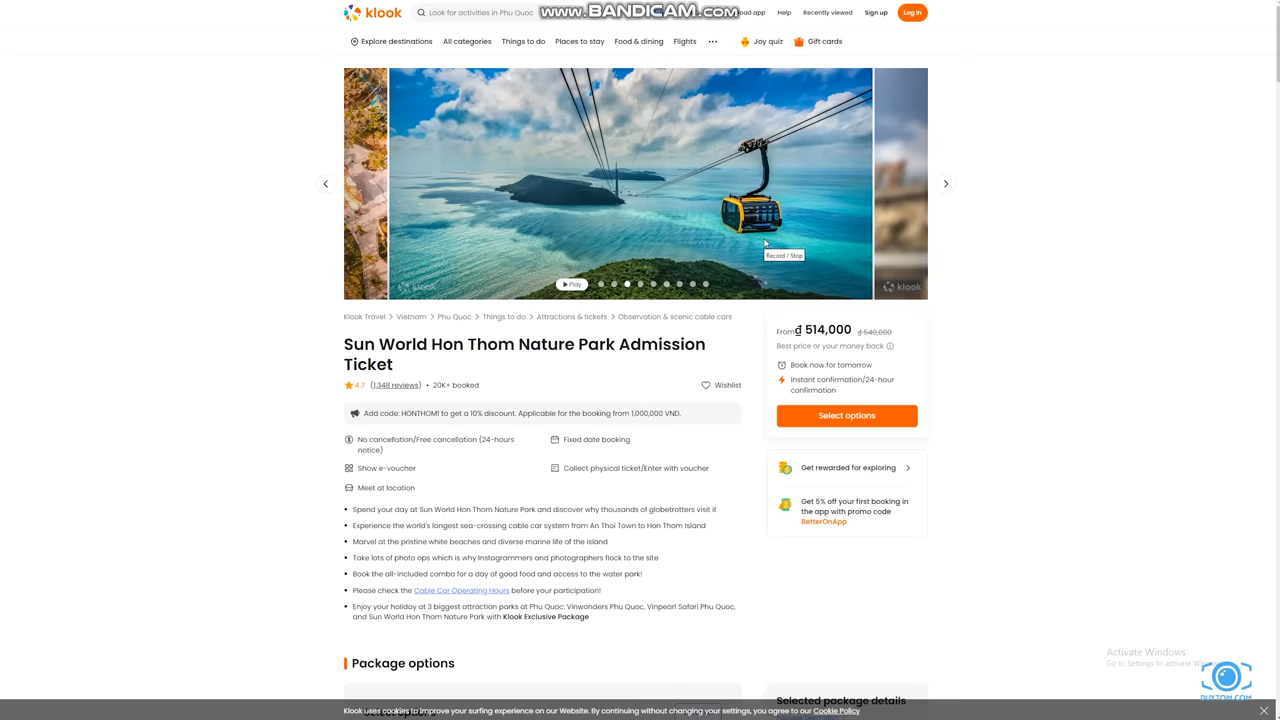 klook
Look for activities in Phu Quoc
www.BANDICAM.com
load app
Help
Recently viewed
Sign up
Log in
Explore destinations
All categories
Things to do
Places to stay
Food & dining
Flights
Joy quiz
Gift cards
Record / Stop
Play
klook
klook
Klook Travel > Vietnam > Phu Quoc > Things to do > Attractions & tickets > Observation & scenic cable cars
Sun World Hon Thom Nature Park Admission
Ticket
4.7 (1,348 reviews) • 20K+ booked
Wishlist
Add code: HONTHOM1 to get a 10% discount. Applicable for the booking from 1,000,000 VND.
No cancellation/Free cancellation (24-hours
notice)
Fixed date booking
Show e-voucher
Collect physical ticket/Enter with voucher
Meet at location
• Spend your day at Sun World Hon Thom Nature Park and discover why thousands of globetrotters visit it
• Experience the world's longest sea-crossing cable car system from An Thoi Town to Hon Thom Island
• Marvel at the pristine white beaches and diverse marine life of the island
• Take lots of photo ops which is why Instagrammers and photographers flock to the site
• Book the all-included combo for a day of good food and access to the water park!
• Please check the Cable Car Operating Hours before your participation!
• Enjoy your holiday at 3 biggest attraction parks at Phu Quoc: Vinwonders Phu Quoc, Vinpearl Safari Phu Quoc,
and Sun World Hon Thom Nature Park with Klook Exclusive Package
From ₫ 514,000 ₫ 540,000
Best price or your money back
Book now for tomorrow
Instant confirmation/24-hour
confirmation
Select options
Get rewarded for exploring
Get 5% off your first booking in
the app with promo code
BetterOnApp
Package options
Selected package details
Activate Windows
Go to Settings to activate
DUYTOM.COM
Klook uses cookies to improve your surfing experience on our Website. By continuing without changing your settings, you agree to our Cookie Policy